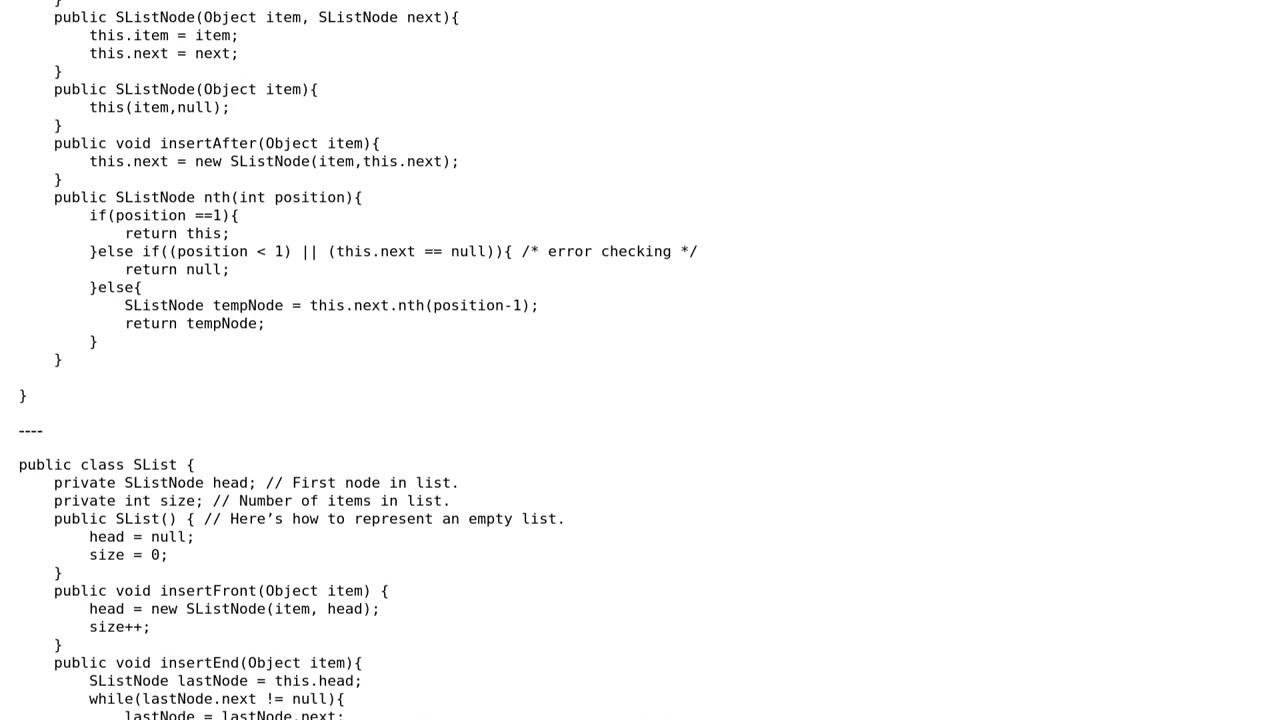 }
    public SListNode(Object item, SListNode next){
        this.item = item;
        this.next = next;
    }
    public SListNode(Object item){
        this(item,null);
    }
    public void insertAfter(Object item){
        this.next = new SListNode(item,this.next);
    }
    public SListNode nth(int position){
        if(position ==1){
            return this;
        }else if((position < 1) || (this.next == null)){ /* error checking */
            return null;
        }else{
            SListNode tempNode = this.next.nth(position-1);
            return tempNode;
        }
    }

}

----

public class SList {
    private SListNode head; // First node in list.
    private int size; // Number of items in list.
    public SList() { // Here’s how to represent an empty list.
        head = null;
        size = 0;
    }
    public void insertFront(Object item) {
        head = new SListNode(item, head);
        size++;
    }
    public void insertEnd(Object item){
        SListNode lastNode = this.head;
        while(lastNode.next != null){
            lastNode = lastNode.next;